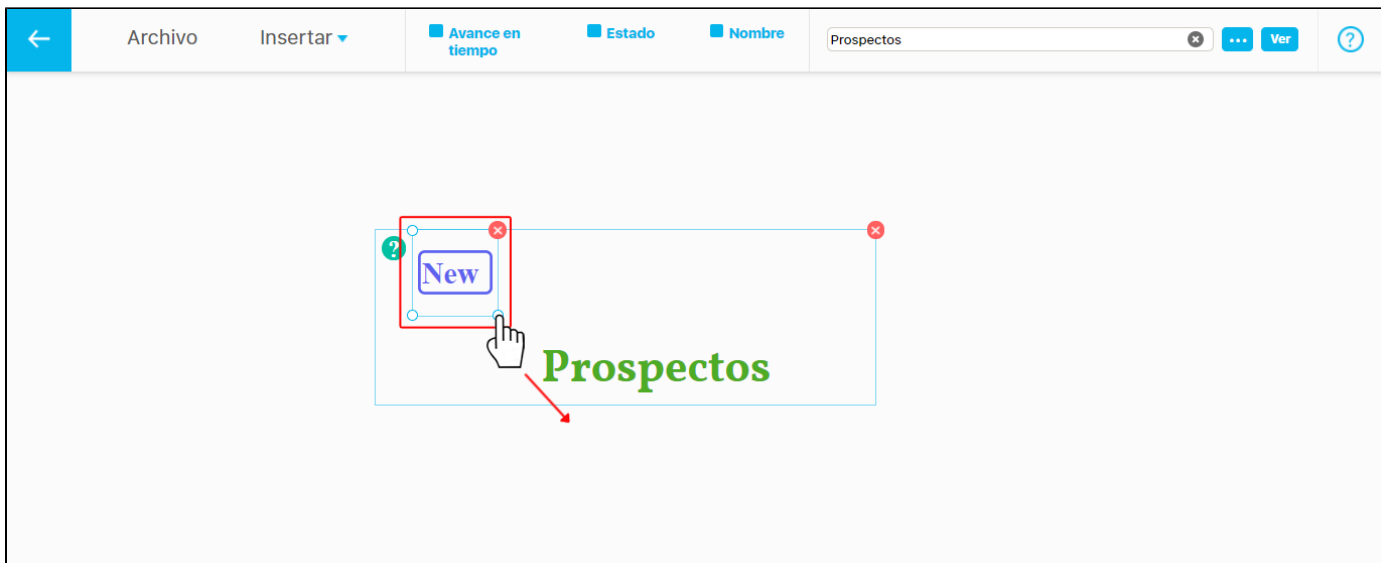 Archivo
Insertar
Avance en
tiempo
Estado
Nombre
Prospectos
...
Ver
?
?
New
Prospectos